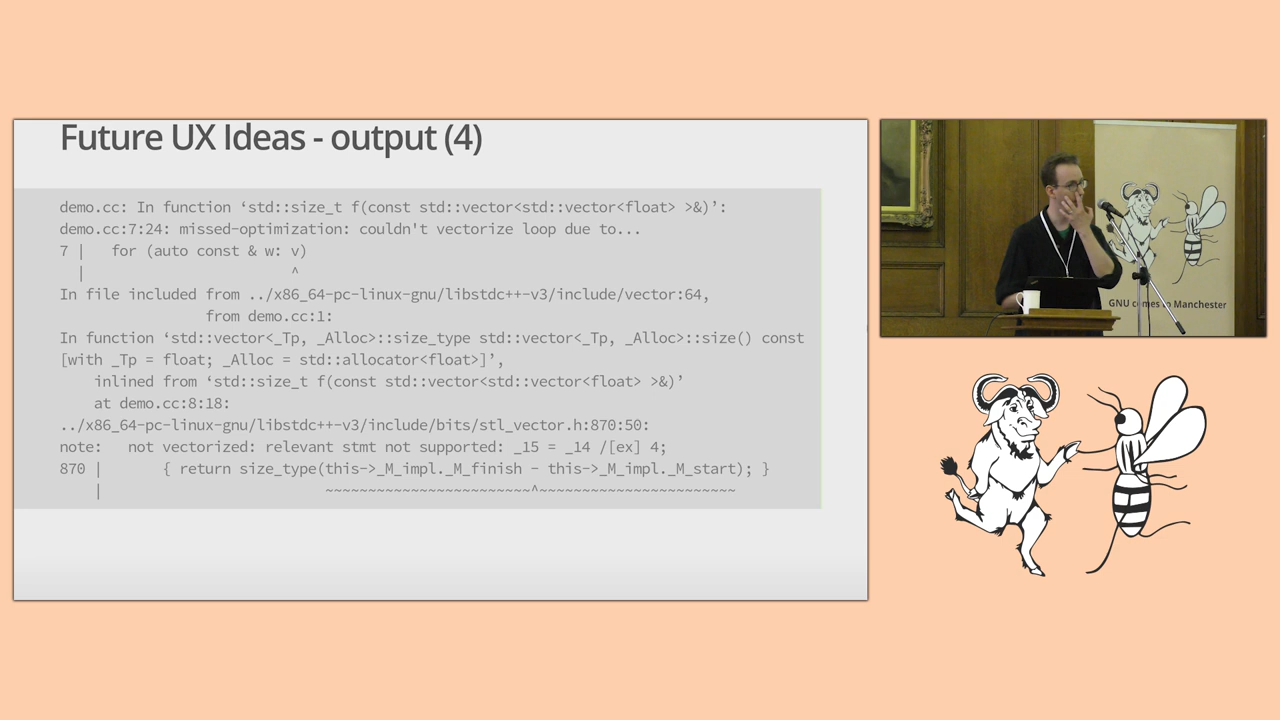 Future UX Ideas - output (4)
demo.cc: In function ‘std::size_t f(const std::vector<std::vector<float> >&)’:
demo.cc:7:24: missed-optimization: couldn't vectorize loop due to...
7 |   for (auto const & w: v)
  |                        ^
In file included from ../x86_64-pc-linux-gnu/libstdc++-v3/include/vector:64,
                 from demo.cc:1:
In function ‘std::vector<_Tp, _Alloc>::size_type std::vector<_Tp, _Alloc>::size() const
[with _Tp = float; _Alloc = std::allocator<float>]’,
    inlined from ‘std::size_t f(const std::vector<std::vector<float> >&)’
    at demo.cc:8:18:
../x86_64-pc-linux-gnu/libstdc++-v3/include/bits/stl_vector.h:870:50:
note:   not vectorized: relevant stmt not supported: _15 = _14 /[ex] 4;
870 |       { return size_type(this->_M_impl._M_finish - this->_M_impl._M_start); }
    |                          ~~~~~~~~~~~~~~~~~~~~~~~~^~~~~~~~~~~~~~~~~~~~~~~~
GNU comes to Manchester